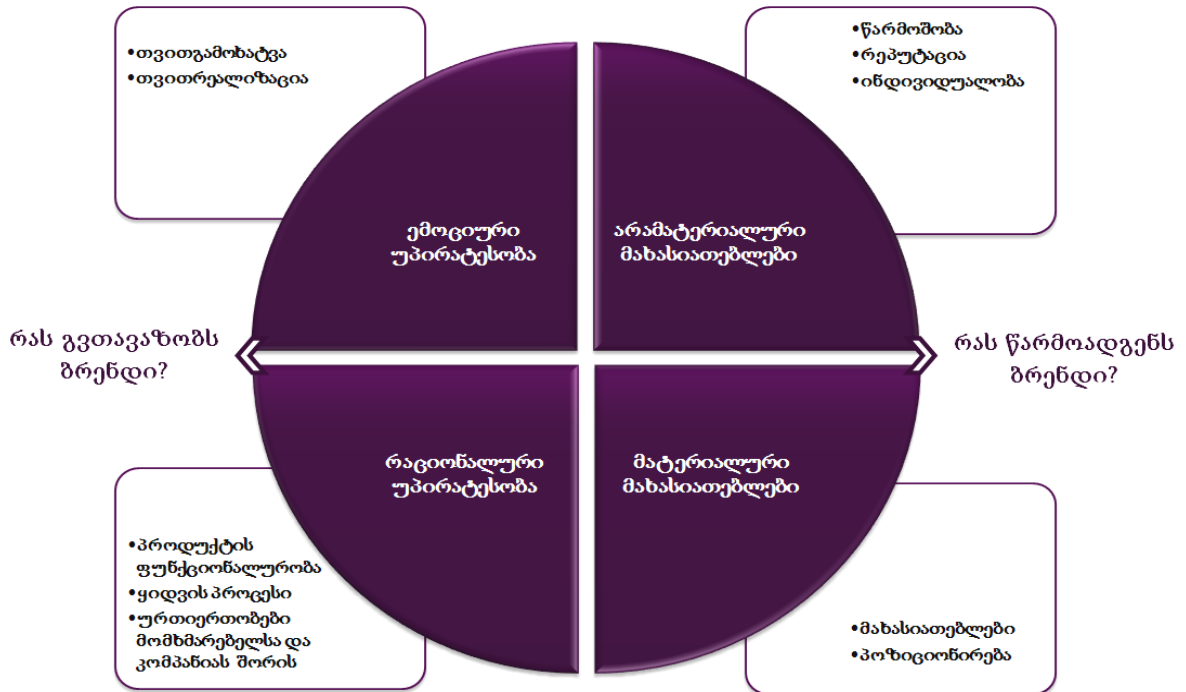 •თვითგამოხატვა
•თვითრეალიზაცია
•წარმოშობა
•რეპუტაცია
•ინდივიდუალობა
ემოციური
უპირატესობა
არამატერიალური
მახასიათებლები
რას გვთავაზობს
ბრენდი?
რას წარმოადგენს
ბრენდი?
რაციონალური
უპირატესობა
მატერიალური
მახასიათებლები
•პროდუქტის
ფუნქციონალურობა
•ყიდვის პროცესი
•ურთიერთობები
მომხმარებელსა და
კომპანიას შორის
•მახასიათებლები
•პოზიციონირება